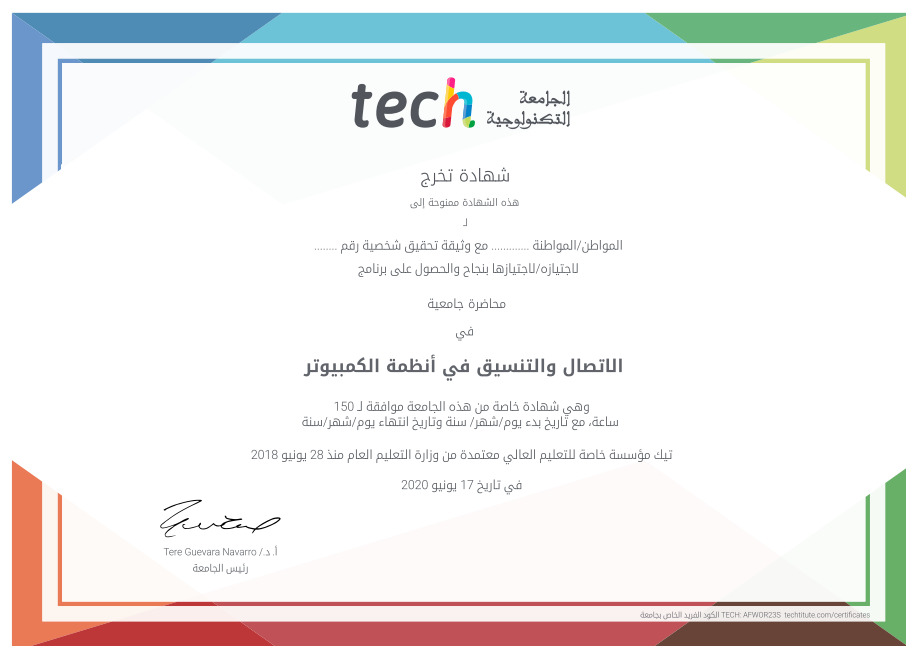 tech الجامعة
التكنولوجية
شهادة تخرج
هذه الشهادة ممنوحة إلى
لـ
المواطن/المواطنة ............. مع وثيقة تحقيق شخصية رقم ........
لاجتيازه/لاجتيازها بنجاح والحصول على برنامج
محاضرة جامعية
في
الاتصال والتنسيق في أنظمة الكمبيوتر
وهي شهادة خاصة من هذه الجامعة موافقة لـ 150
ساعة، مع تاريخ بدء يوم/شهر/ سنة وتاريخ انتهاء يوم/شهر/سنة
تيك مؤسسة خاصة للتعليم العالي معتمدة من وزارة التعليم العام منذ 28 يونيو 2018
في تاريخ 17 يونيو 2020
أ. د./ Tere Guevara Navarro
رئيس الجامعة
الكود الفريد الخاص بجامعة TECH: AFWOR23S: techtitute.com/certificates